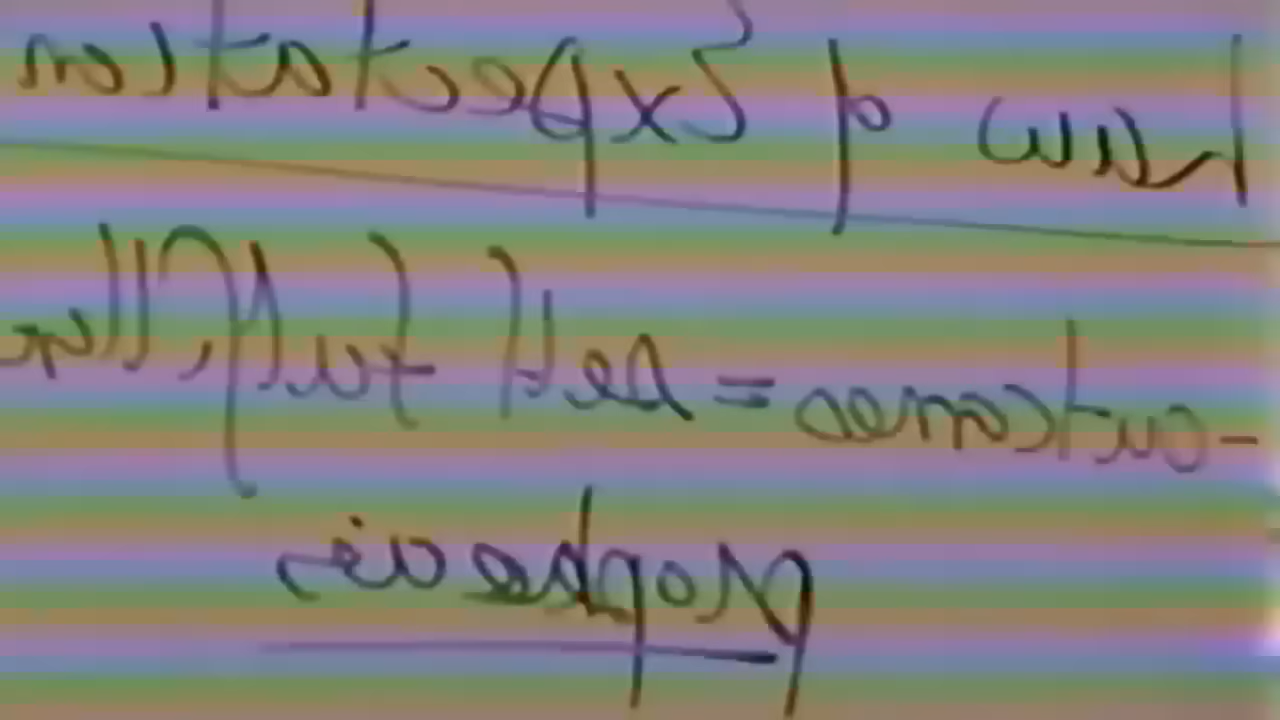 Law of Expectation
-outcomes = self fulfilling
Prophecies